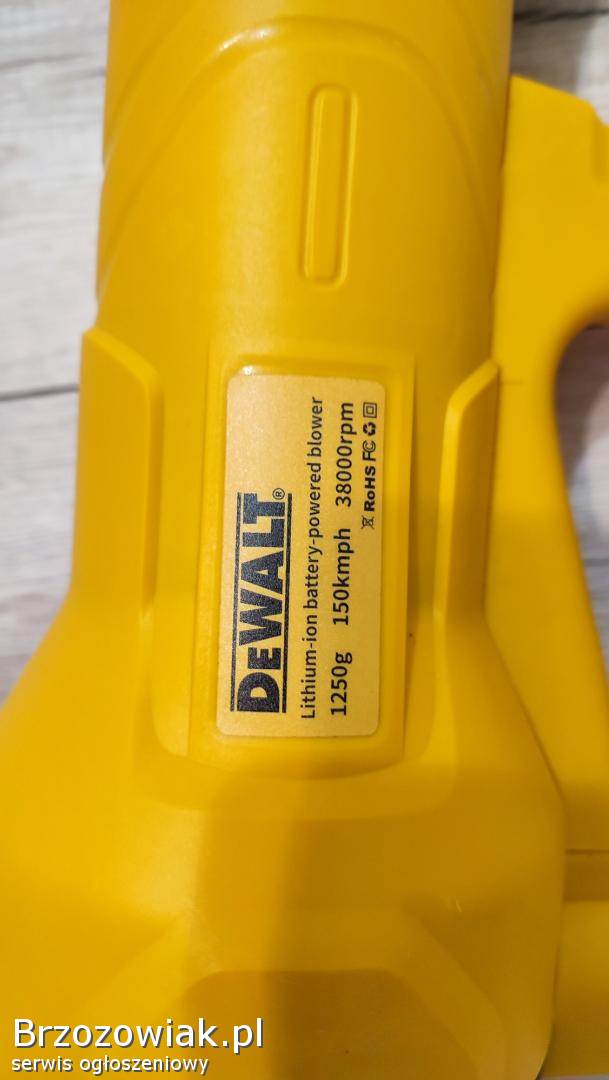 DEWALT®
Lithium-ion battery-powered blower
1250g 150kmph 38000rpm
RoHS FC
Brzozowiak.pl
serwis ogłoszeniowy